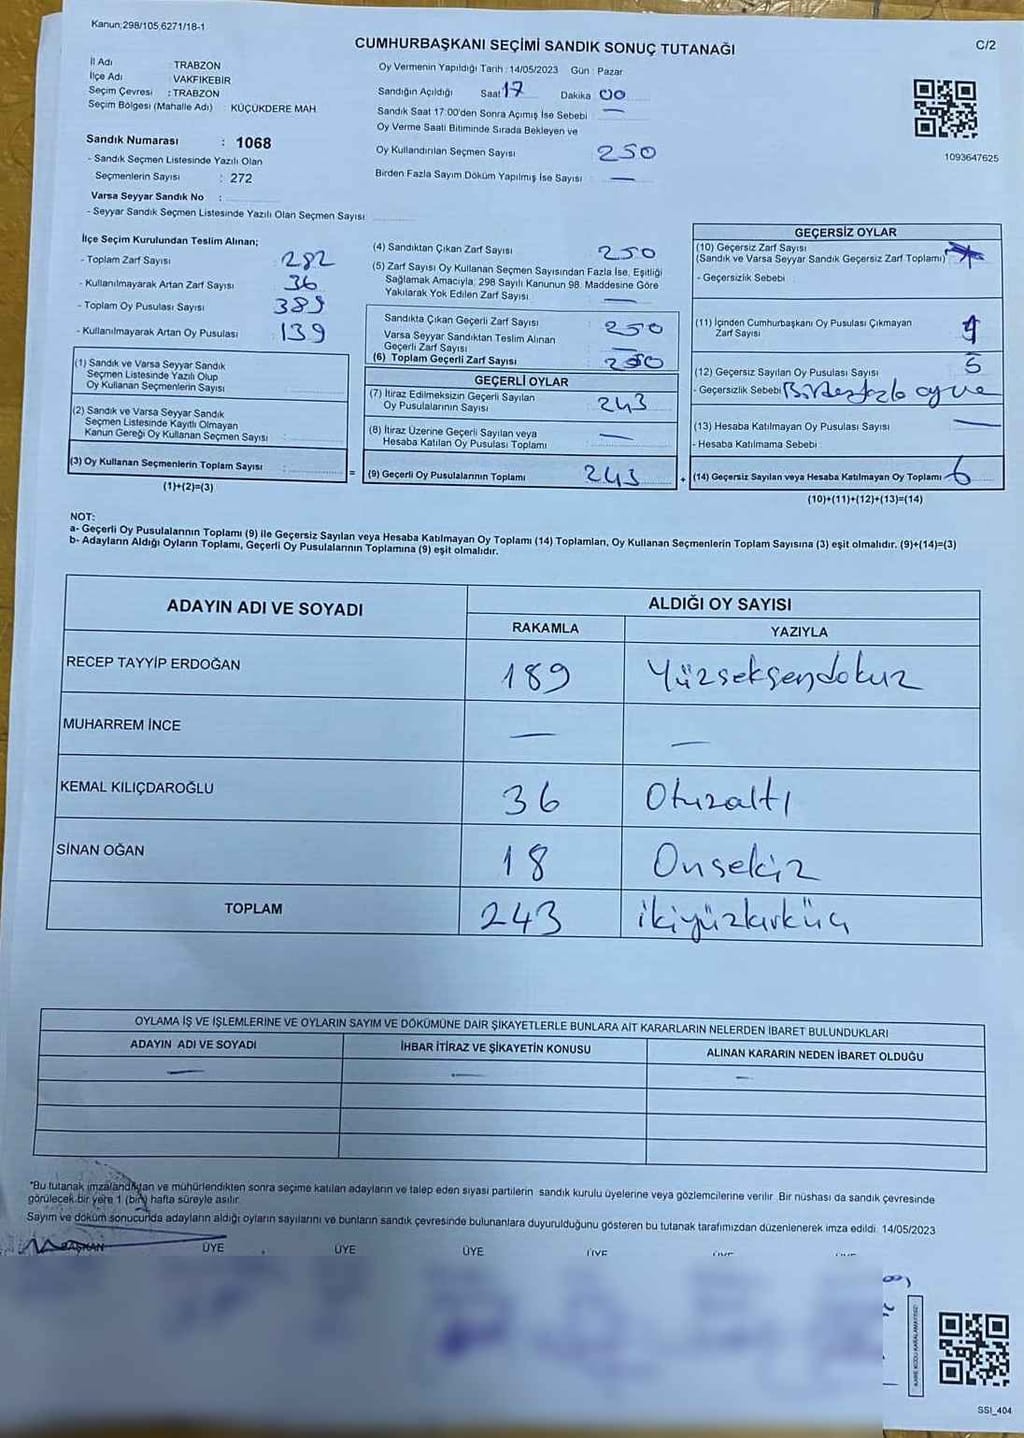 Kanun;298/105,6271/18-1
CUMHURBAŞKANI SEÇİMİ SANDIK SONUÇ TUTANAĞI
C/2
İl Adı : TRABZON
İlçe Adı : VAKFIKEBİR
Seçim Çevresi : TRABZON
Seçim Bölgesi (Mahalle Adı) KÜÇÜKDERE MAH.
Sandık Numarası : 1068
- Sandık Seçmen Listesinde Yazılı Olan
Seçmenlerin Sayısı : 272
Varsa Seyyar Sandık No :
- Seyyar Sandık Seçmen Listesinde Yazılı Olan Seçmen Sayısı
Oy Vermenin Yapıldığı Tarih : 14/05/2023 Gün : Pazar
Sandığın Açıldığı Saat 17 Dakika 00
Sandık Saat 17:00'den Sonra Açımış İse Sebebi —
Oy Verme Saati Bitiminde Sırada Bekleyen ve
Oy Kullandırılan Seçmen Sayısı 250
Birden Fazla Sayım Döküm Yapılmış İse Sayısı —
1093647625
İlçe Seçim Kurulundan Teslim Alınan;
- Toplam Zarf Sayısı 282
- Kullanılmayarak Artan Zarf Sayısı 36
- Toplam Oy Pusulası Sayısı 389
- Kullanılmayarak Artan Oy Pusulası 139
(1) Sandık ve Varsa Seyyar Sandık
Seçmen Listesinde Yazılı Olup
Oy Kullanan Seçmenlerin Sayısı :
(2) Sandık ve Varsa Seyyar Sandık
Seçmen Listesinde Kayıtlı Olmayan
Kanun Gereği Oy Kullanan Seçmen Sayısı :
(3) Oy Kullanan Seçmenlerin Toplam Sayısı : =
(1)+(2)=(3)
(4) Sandıktan Çıkan Zarf Sayısı 250
(5) Zarf Sayısı Oy Kullanan Seçmen Sayısından Fazla İse, Eşitliği
Sağlamak Amacıyla, 298 Sayılı Kanunun 98. Maddesine Göre
Yakılarak Yok Edilen Zarf Sayısı —
Sandıkta Çıkan Geçerli Zarf Sayısı 250
Varsa Seyyar Sandıktan Teslim Alınan
Geçerli Zarf Sayısı —
(6) Toplam Geçerli Zarf Sayısı 250
GEÇERLİ OYLAR
(7) İtiraz Edilmeksizin Geçerli Sayılan
Oy Pusulalarının Sayısı 243
(8) İtiraz Üzerine Geçerli Sayılan veya
Hesaba Katılan Oy Pusulası Toplamı —
(9) Geçerli Oy Pusulalarının Toplamı 243 +
GEÇERSİZ OYLAR
(10) Geçersiz Zarf Sayısı
(Sandık ve Varsa Seyyar Sandık Geçersiz Zarf Toplamı)
- Geçersizlik Sebebi
(11) İçinden Cumhurbaşkanı Oy Pusulası Çıkmayan
Zarf Sayısı
(12) Geçersiz Sayılan Oy Pusulası Sayısı 5
- Geçersizlik Sebebi Birdenfazla oy ve
(13) Hesaba Katılmayan Oy Pusulası Sayısı —
- Hesaba Katılmama Sebebi
(14) Geçersiz Sayılan veya Hesaba Katılmayan Oy Toplamı 6
(10)+(11)+(12)+(13)=(14)
NOT:
a- Geçerli Oy Pusulalarının Toplamı (9) ile Geçersiz Sayılan veya Hesaba Katılmayan Oy Toplamı (14) Toplamları, Oy Kullanan Seçmenlerin Toplam Sayısına (3) eşit olmalıdır. (9)+(14)=(3)
b- Adayların Aldığı Oyların Toplamı, Geçerli Oy Pusulalarının Toplamına (9) eşit olmalıdır.
ADAYIN ADI VE SOYADI ALDIĞI OY SAYISI
RAKAMLA YAZIYLA
RECEP TAYYİP ERDOĞAN 189 Yüzseksendokuz
MUHARREM İNCE — —
KEMAL KILIÇDAROĞLU 36 Otuzaltı
SİNAN OĞAN 18 Onsekiz
TOPLAM 243 ikiyüzkırküç
OYLAMA İŞ VE İŞLEMLERİNE VE OYLARIN SAYIM VE DÖKÜMÜNE DAİR ŞİKAYETLERLE BUNLARA AİT KARARLARIN NELERDEN İBARET BULUNDUKLARI
ADAYIN ADI VE SOYADI İHBAR İTİRAZ VE ŞİKAYETİN KONUSU ALINAN KARARIN NEDEN İBARET OLDUĞU
— — —
"Bu tutanak imzalandıktan ve mühürlendikten sonra seçime katılan adayların ve talep eden siyasi partilerin sandık kurulu üyelerine veya gözlemcilerine verilir. Bir nüshası da sandık çevresinde
görülecek bir yere 1 (bir) hafta süreyle asılır.
Sayım ve döküm sonucunda adayların aldığı oyların sayılarını ve bunların sandık çevresinde bulunanlara duyurulduğunu gösteren bu tutanak tarafımızdan düzenlenerek imza edildi. 14/05/2023
BAŞKAN ÜYE ÜYE ÜYE ÜYE
KARE KODU KARALAMAYINIZ!
SSI_404